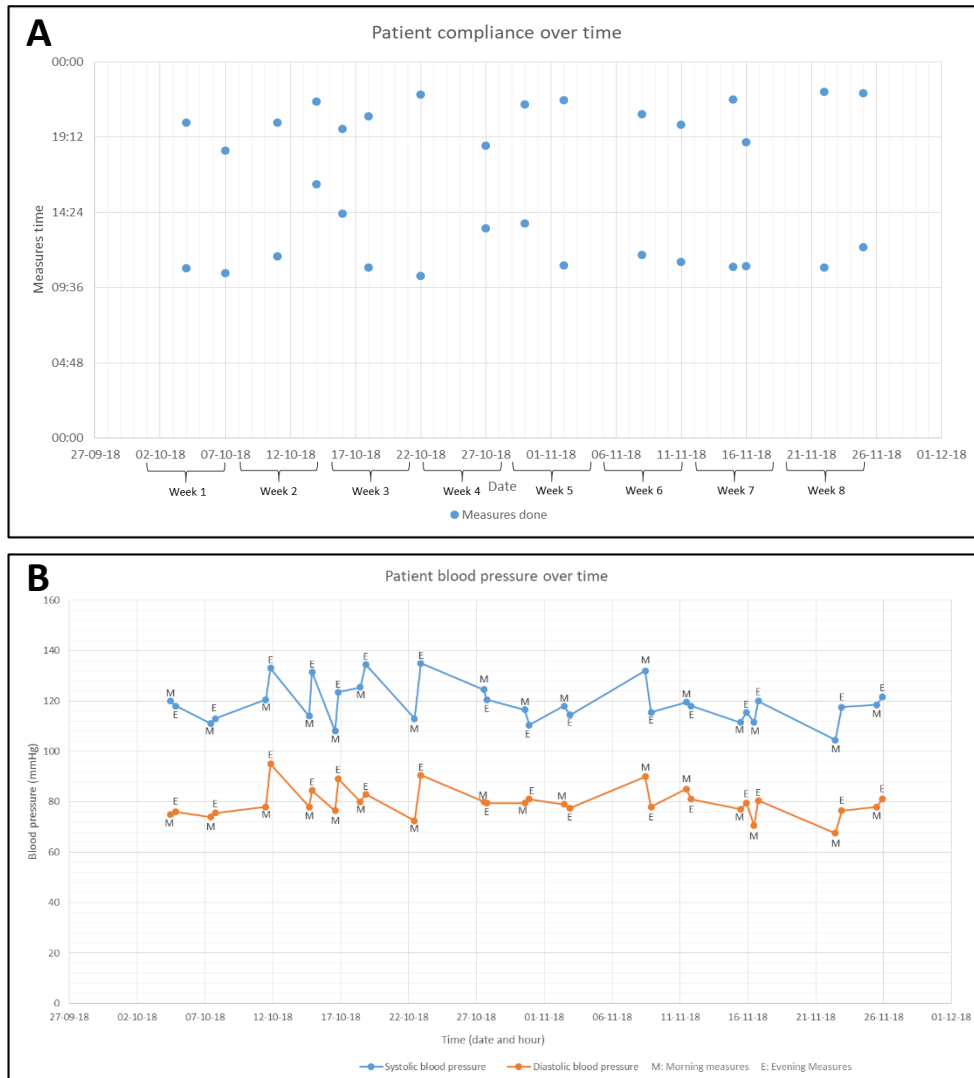 A
Patient compliance over time
00:00
19:12
14:24
09:36
04:48
00:00
Measures time
27-09-18 02-10-18 07-10-18 12-10-18 17-10-18 22-10-18 27-10-18 01-11-18 06-11-18 11-11-18 16-11-18 21-11-18 26-11-18 01-12-18
Week 1 Week 2 Week 3 Week 4 Week 5 Week 6 Week 7 Week 8
Date
Measures done
B
Patient blood pressure over time
160
140
120
100
80
60
40
20
0
Blood pressure (mmHg)
M E M E M E M E M E M E M E M E M E M E M E M E M E M E M E M E
M E M E M E M E M E M E M E M E M E M E M E M E M E M E M E M E
27-09-18 02-10-18 07-10-18 12-10-18 17-10-18 22-10-18 27-10-18 01-11-18 06-11-18 11-11-18 16-11-18 21-11-18 26-11-18 01-12-18
Time (date and hour)
Systolic blood pressure Diastolic blood pressure M: Morning measures E: Evening Measures